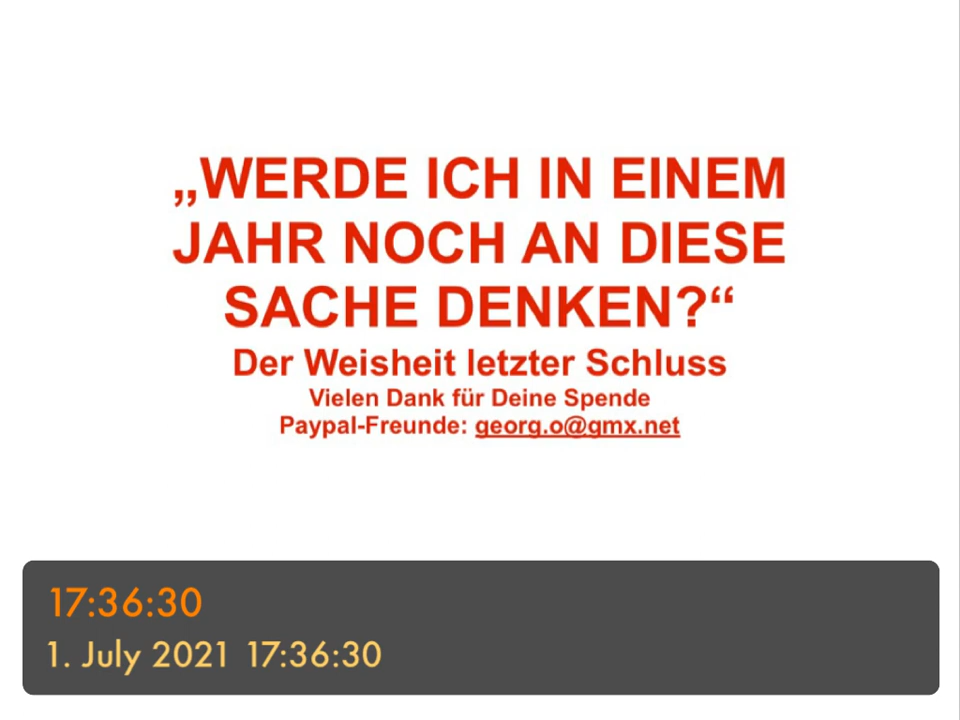 „WERDE ICH IN EINEM
JAHR NOCH AN DIESE
SACHE DENKEN?“
Der Weisheit letzter Schluss
Vielen Dank für Deine Spende
Paypal-Freunde: georg.o@gmx.net
17:36:30
1. July 2021 17:36:30